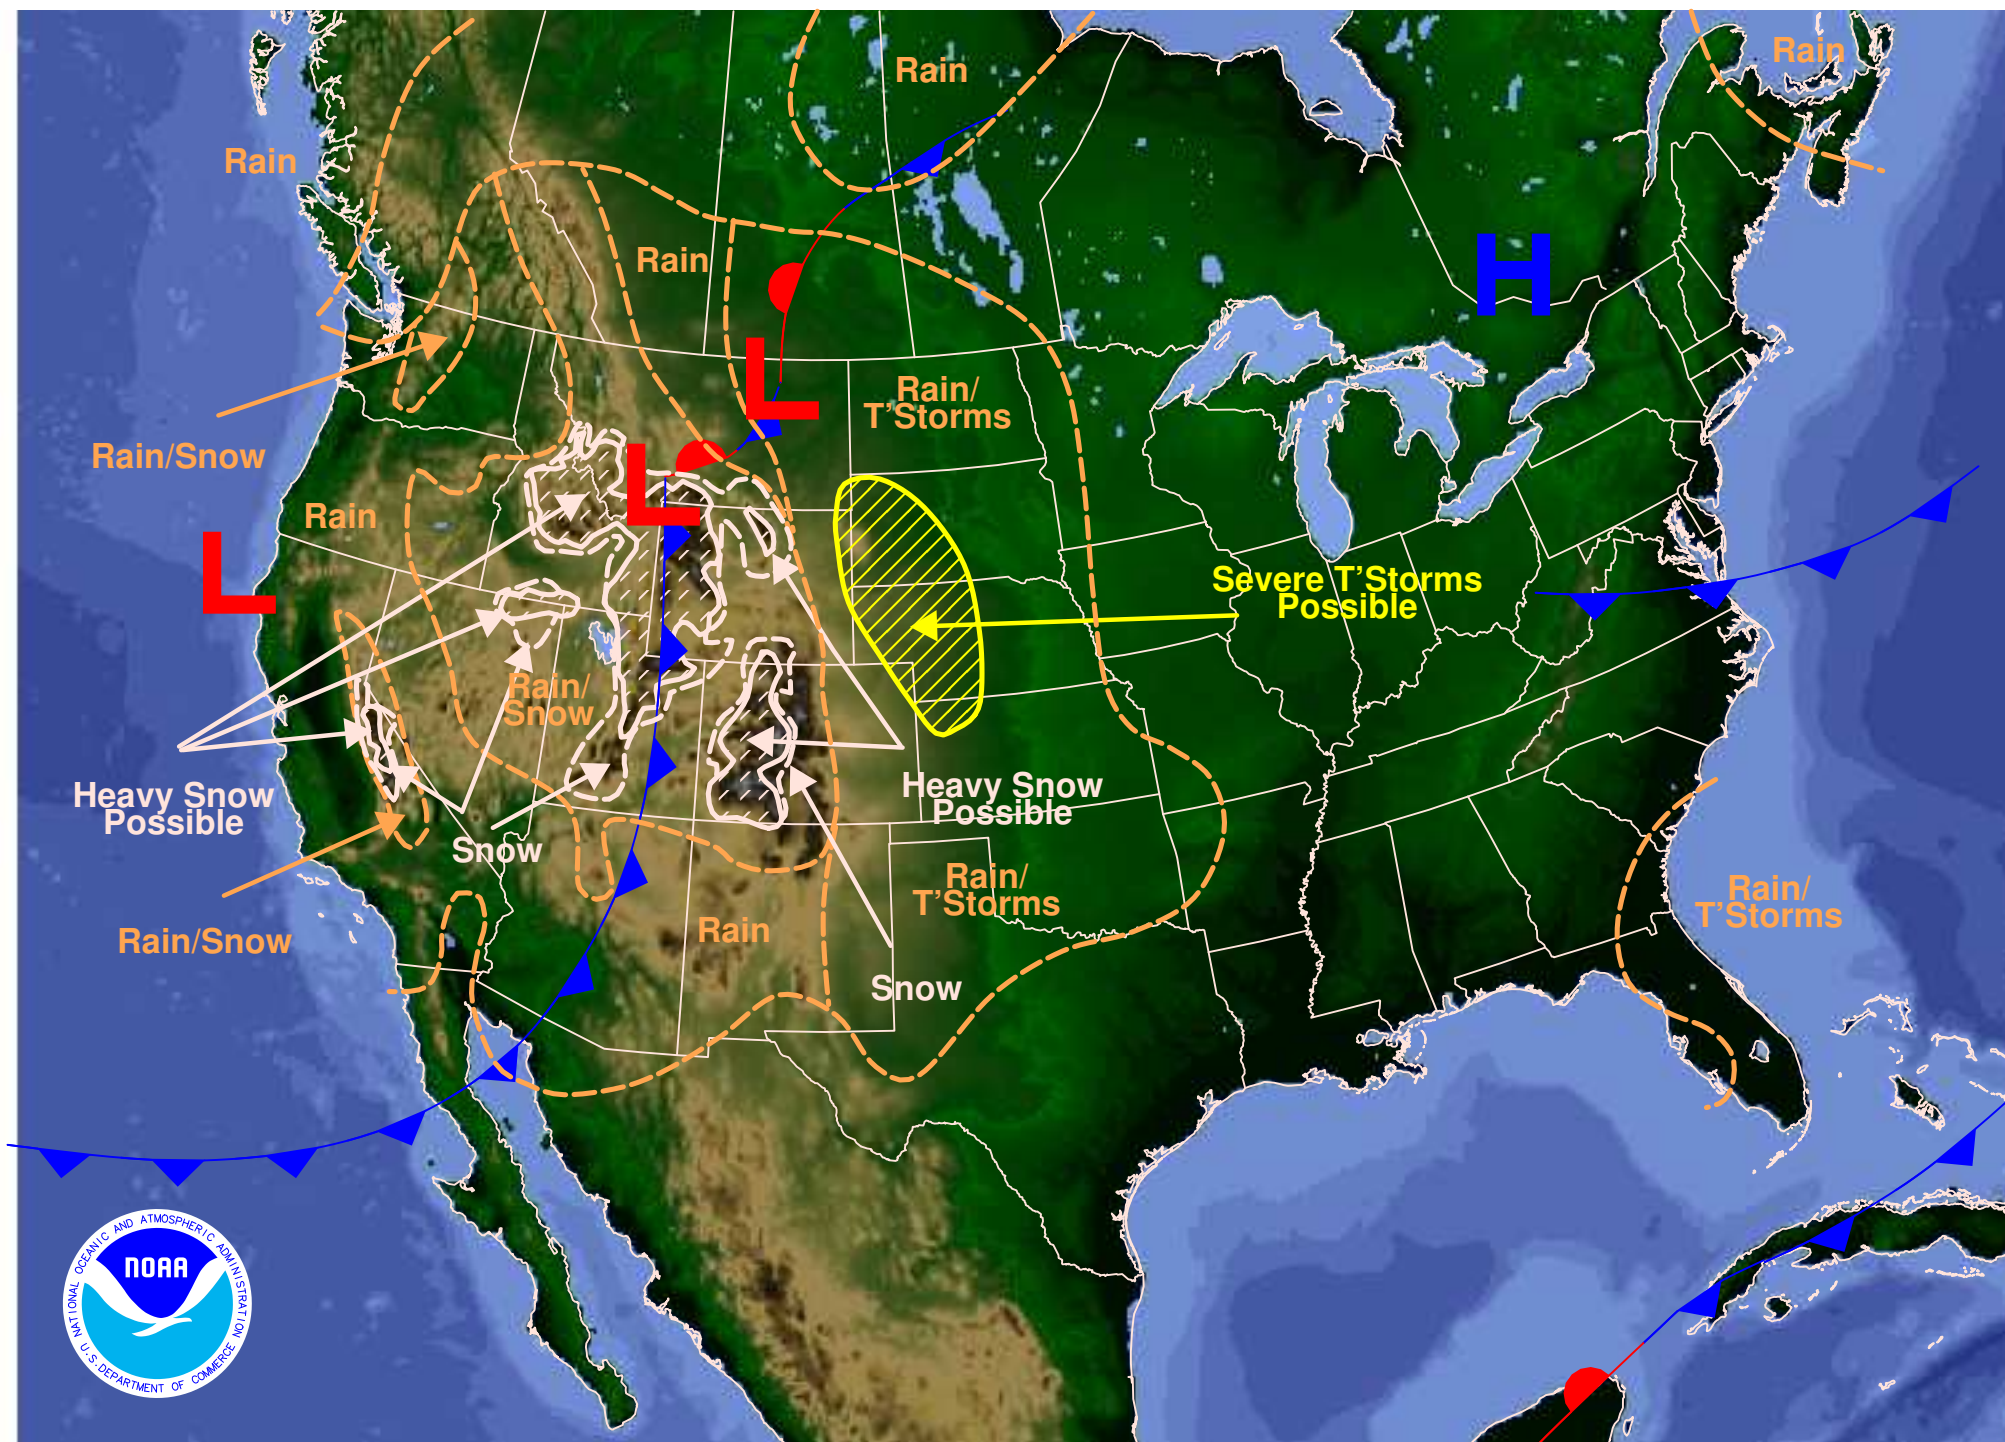 Rain
Rain
Rain
Rain
H
L
Rain/
T'Storms
Rain/Snow
L
Rain
L
Severe T'Storms
Possible
Rain/
Snow
Heavy Snow
Possible
Heavy Snow
Possible
Snow
Rain/
T'Storms
Rain/
T'Storms
Rain/Snow
Rain
Snow
NATIONAL OCEANIC AND ATMOSPHERIC ADMINISTRATION
NOAA
U.S. DEPARTMENT OF COMMERCE